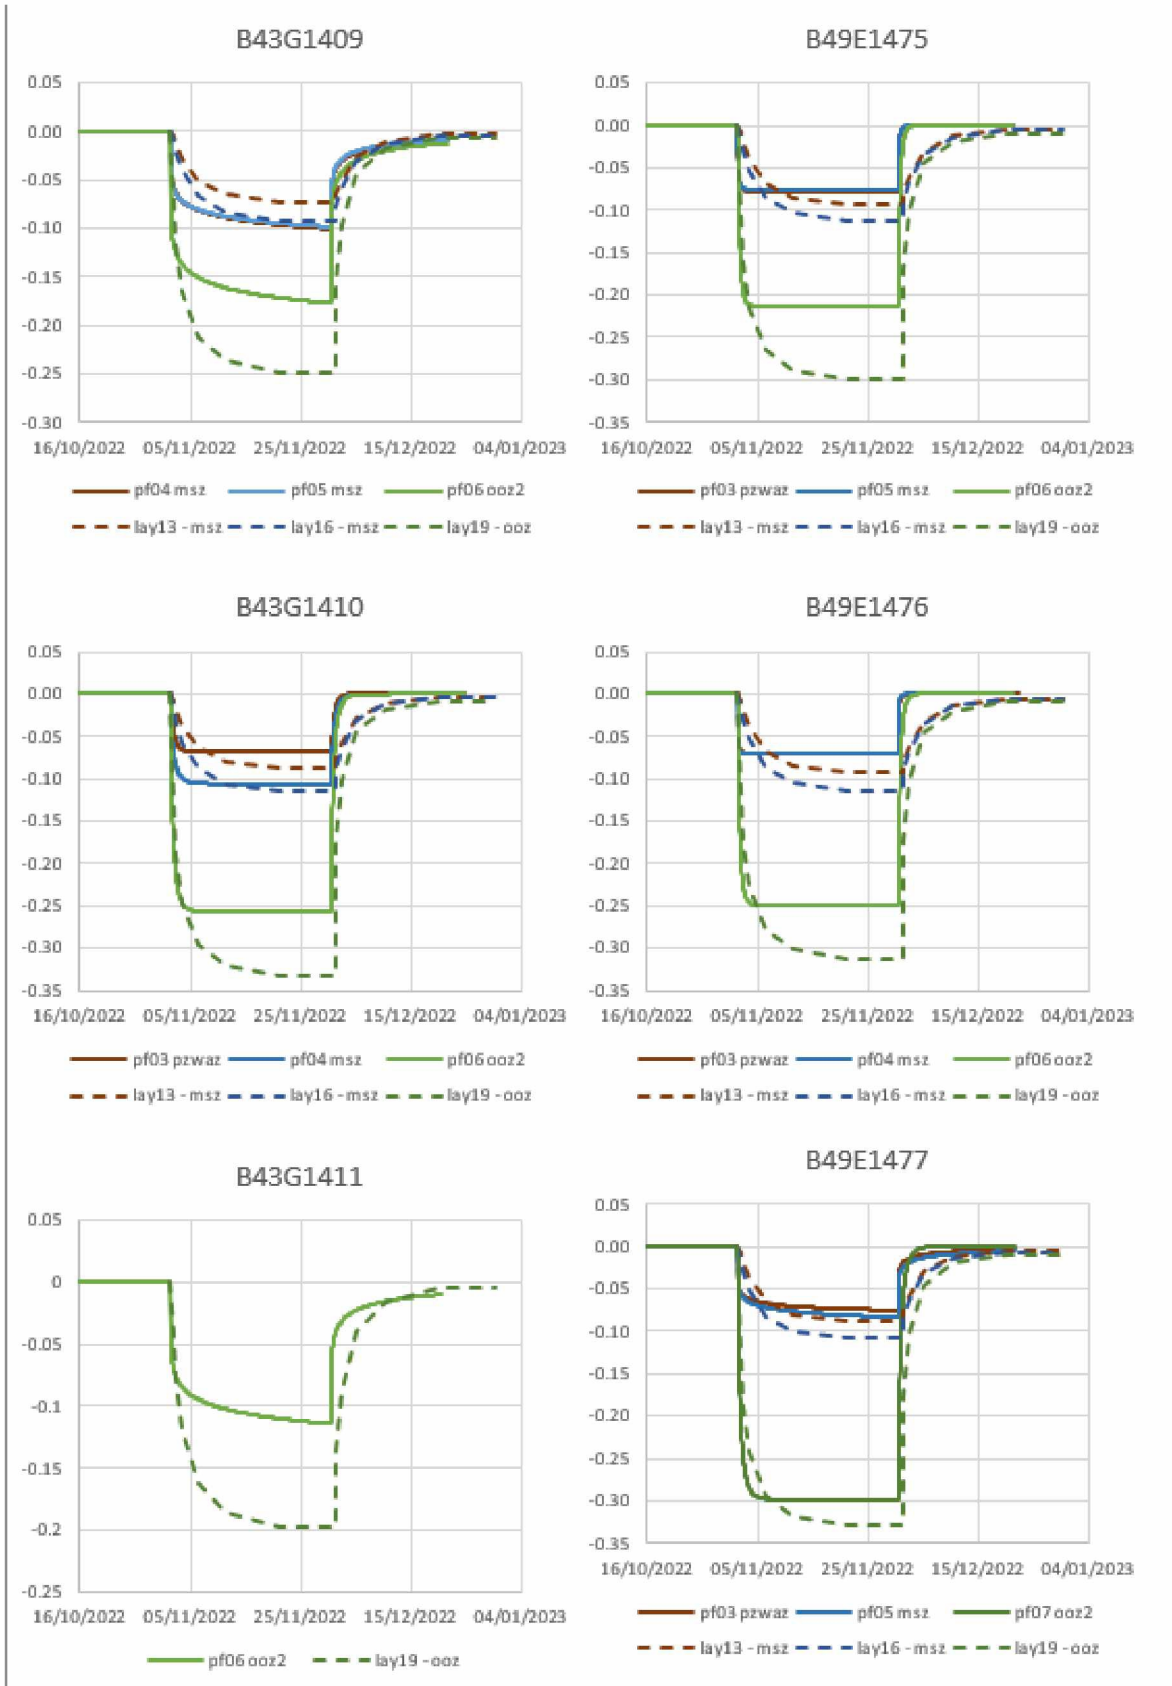 B43G1409
0.05
0.00
-0.05
-0.10
-0.15
-0.20
-0.25
-0.30
16/10/2022 05/11/2022 25/11/2022 15/12/2022 04/01/2023
pf04 msz pf05 msz pf06 ooz2
lay13 - msz lay16 - msz lay19 - ooz
B49E1475
0.05
0.00
-0.05
-0.10
-0.15
-0.20
-0.25
-0.30
-0.35
16/10/2022 05/11/2022 25/11/2022 15/12/2022 04/01/2023
pf03 pzwaz pf05 msz pf06 ooz2
lay13 - msz lay16 - msz lay19 - ooz
B43G1410
0.05
0.00
-0.05
-0.10
-0.15
-0.20
-0.25
-0.30
-0.35
16/10/2022 05/11/2022 25/11/2022 15/12/2022 04/01/2023
pf03 pzwaz pf04 msz pf06 ooz2
lay13 - msz lay16 - msz lay19 - ooz
B49E1476
0.05
0.00
-0.05
-0.10
-0.15
-0.20
-0.25
-0.30
-0.35
16/10/2022 05/11/2022 25/11/2022 15/12/2022 04/01/2023
pf03 pzwaz pf04 msz pf06 ooz2
lay13 - msz lay16 - msz lay19 - ooz
B43G1411
0.05
0
-0.05
-0.1
-0.15
-0.2
-0.25
16/10/2022 05/11/2022 25/11/2022 15/12/2022 04/01/2023
pf06 ooz2 lay19 - ooz
B49E1477
0.05
0.00
-0.05
-0.10
-0.15
-0.20
-0.25
-0.30
-0.35
16/10/2022 05/11/2022 25/11/2022 15/12/2022 04/01/2023
pf03 pzwaz pf05 msz pf07 ooz2
lay13 - msz lay16 - msz lay19 - ooz